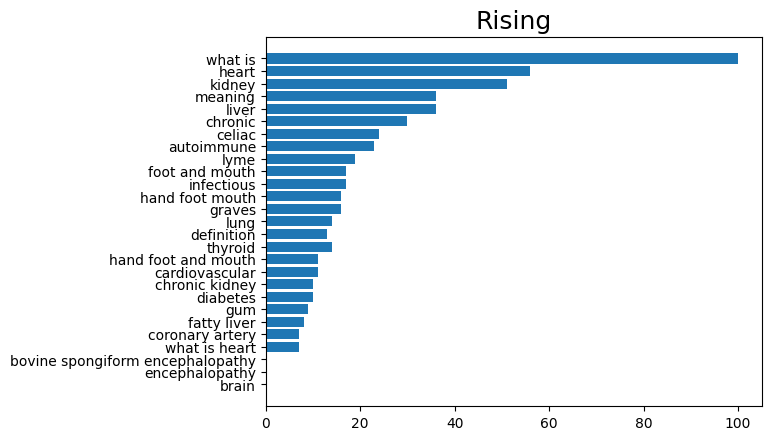 Rising
what is
heart
kidney
meaning
liver
chronic
celiac
autoimmune
lyme
foot and mouth
infectious
hand foot mouth
graves
lung
definition
thyroid
hand foot and mouth
cardiovascular
chronic kidney
diabetes
gum
fatty liver
coronary artery
what is heart
bovine spongiform encephalopathy
encephalopathy
brain
0 20 40 60 80 100